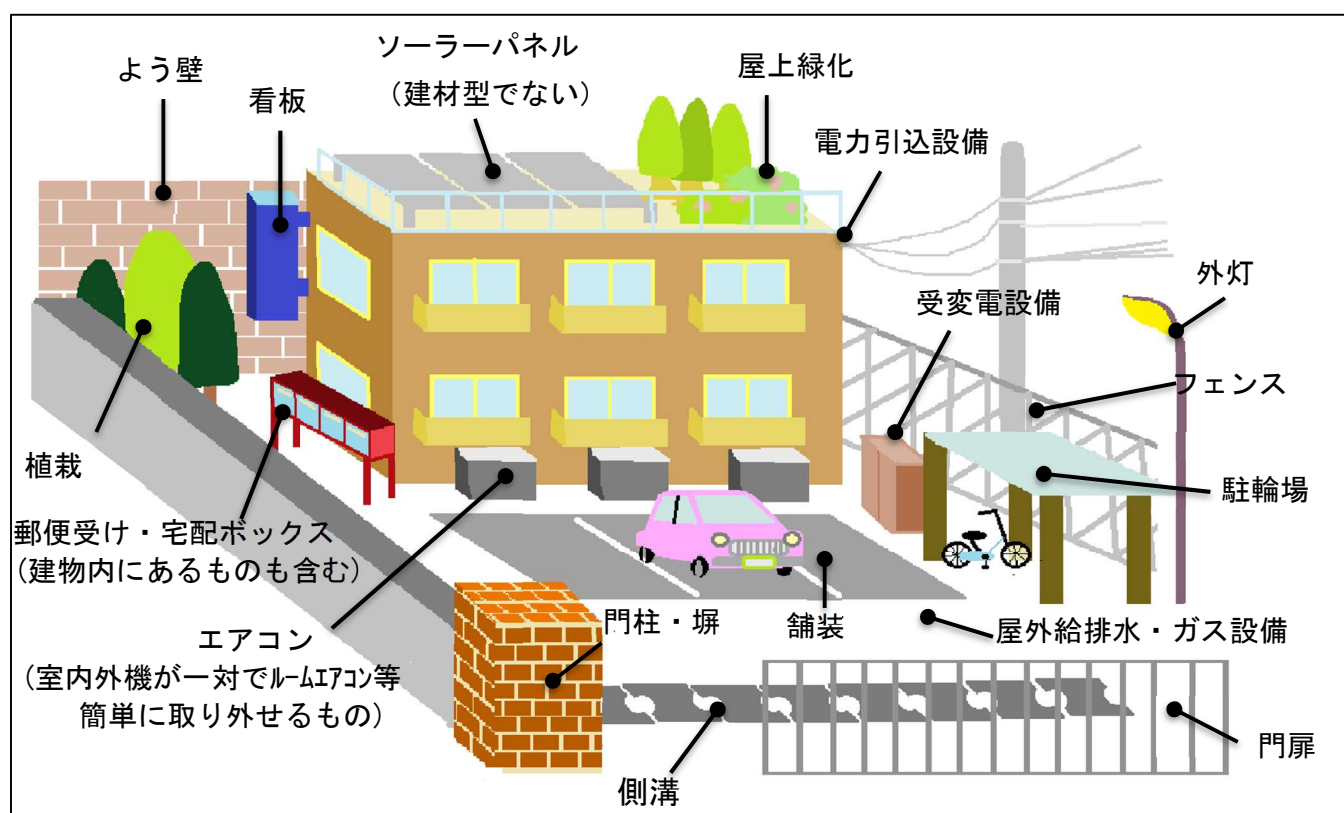 ソーラーパネル
(建材型でない)
よう壁
看板
屋上緑化
電力引込設備
外灯
受変電設備
フェンス
植栽
駐輪場
郵便受け・宅配ボックス
(建物内にあるものも含む)
エアコン
(室内外機が一対でﾙｰﾑｴｱｺﾝ等
簡単に取り外せるもの)
門柱・塀
舗装
屋外給排水・ガス設備
門扉
側溝